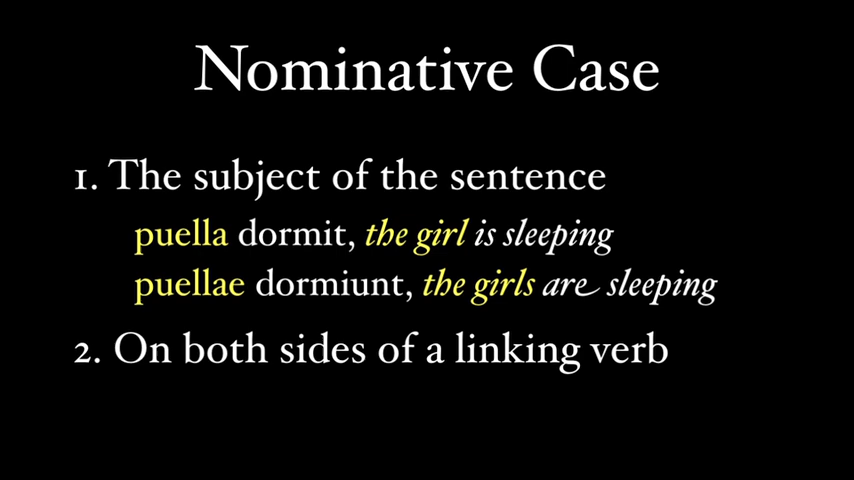 Nominative Case
1. The subject of the sentence
puella dormit, the girl is sleeping
puellae dormiunt, the girls are sleeping
2. On both sides of a linking verb